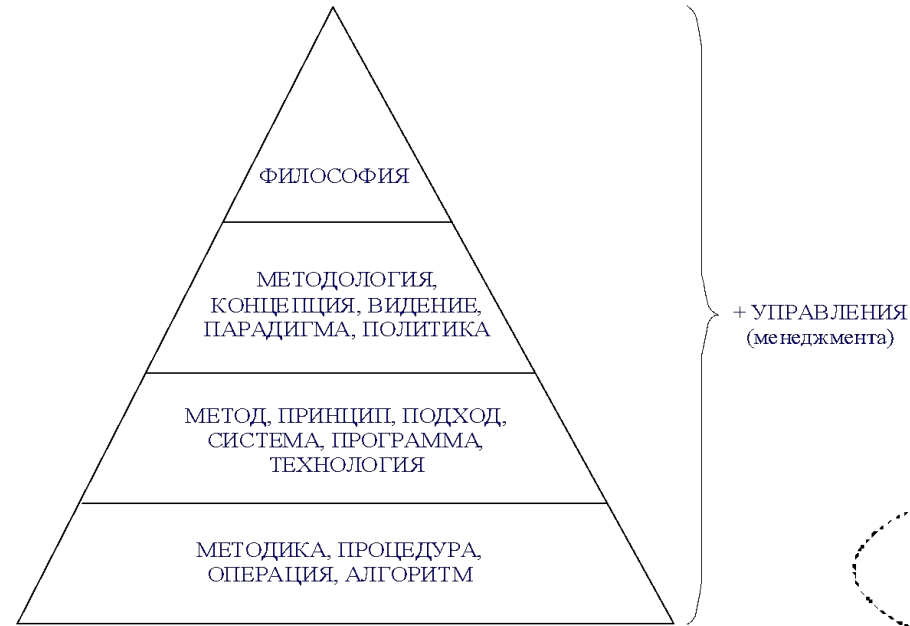 ФИЛОСОФИЯ
МЕТОДОЛОГИЯ,
КОНЦЕПЦИЯ, ВИДЕНИЕ,
ПАРАДИГМА, ПОЛИТИКА
+ УПРАВЛЕНИЯ
(менеджмента)
МЕТОД, ПРИНЦИП, ПОДХОД,
СИСТЕМА, ПРОГРАММА,
ТЕХНОЛОГИЯ
МЕТОДИКА, ПРОЦЕДУРА,
ОПЕРАЦИЯ, АЛГОРИТМ